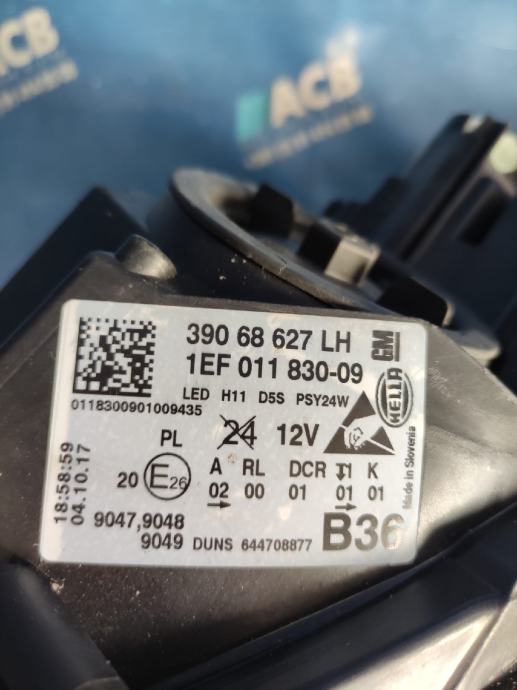 ACB
ACB
390 68 627 LH
1EF 011 830-09
GM
LED H11 D5S PSY24W
HELLA
0118300901009435
PL 24 12V
Made in Slovenia
A RL DCR K
20 E26
02 00 01 01 01
18:58:59
04.10.17
9047,9048
9049 DUNS 644708877 B36